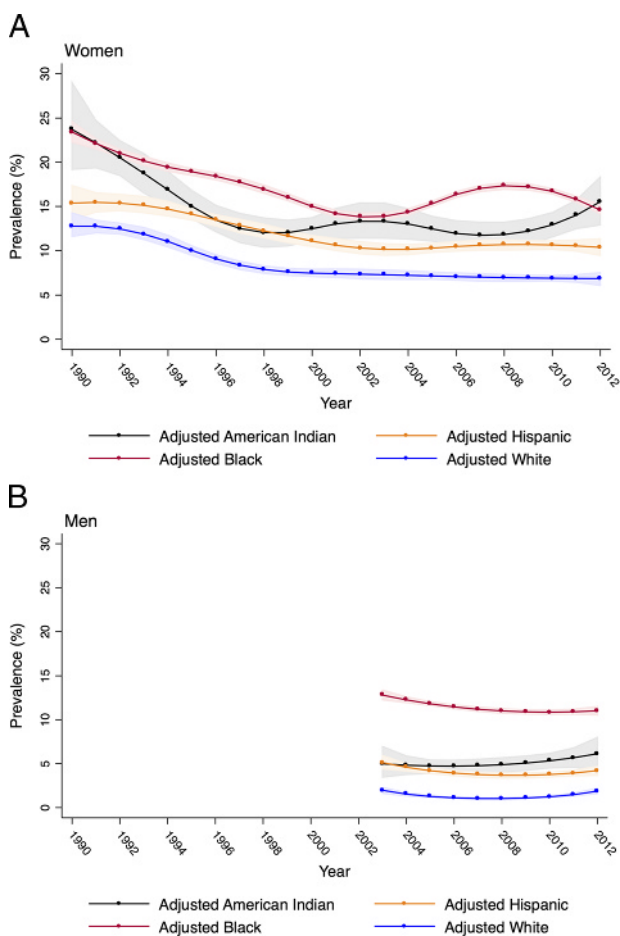 A
Women
30
25
20
15
10
5
0
Prevalence (%)
1990
1992
1994
1996
1998
2000
2002
2004
2006
2008
2010
2012
Year
Adjusted American Indian
Adjusted Hispanic
Adjusted Black
Adjusted White
B
Men
30
25
20
15
10
5
0
Prevalence (%)
1990
1992
1994
1996
1998
2000
2002
2004
2006
2008
2010
2012
Year
Adjusted American Indian
Adjusted Hispanic
Adjusted Black
Adjusted White